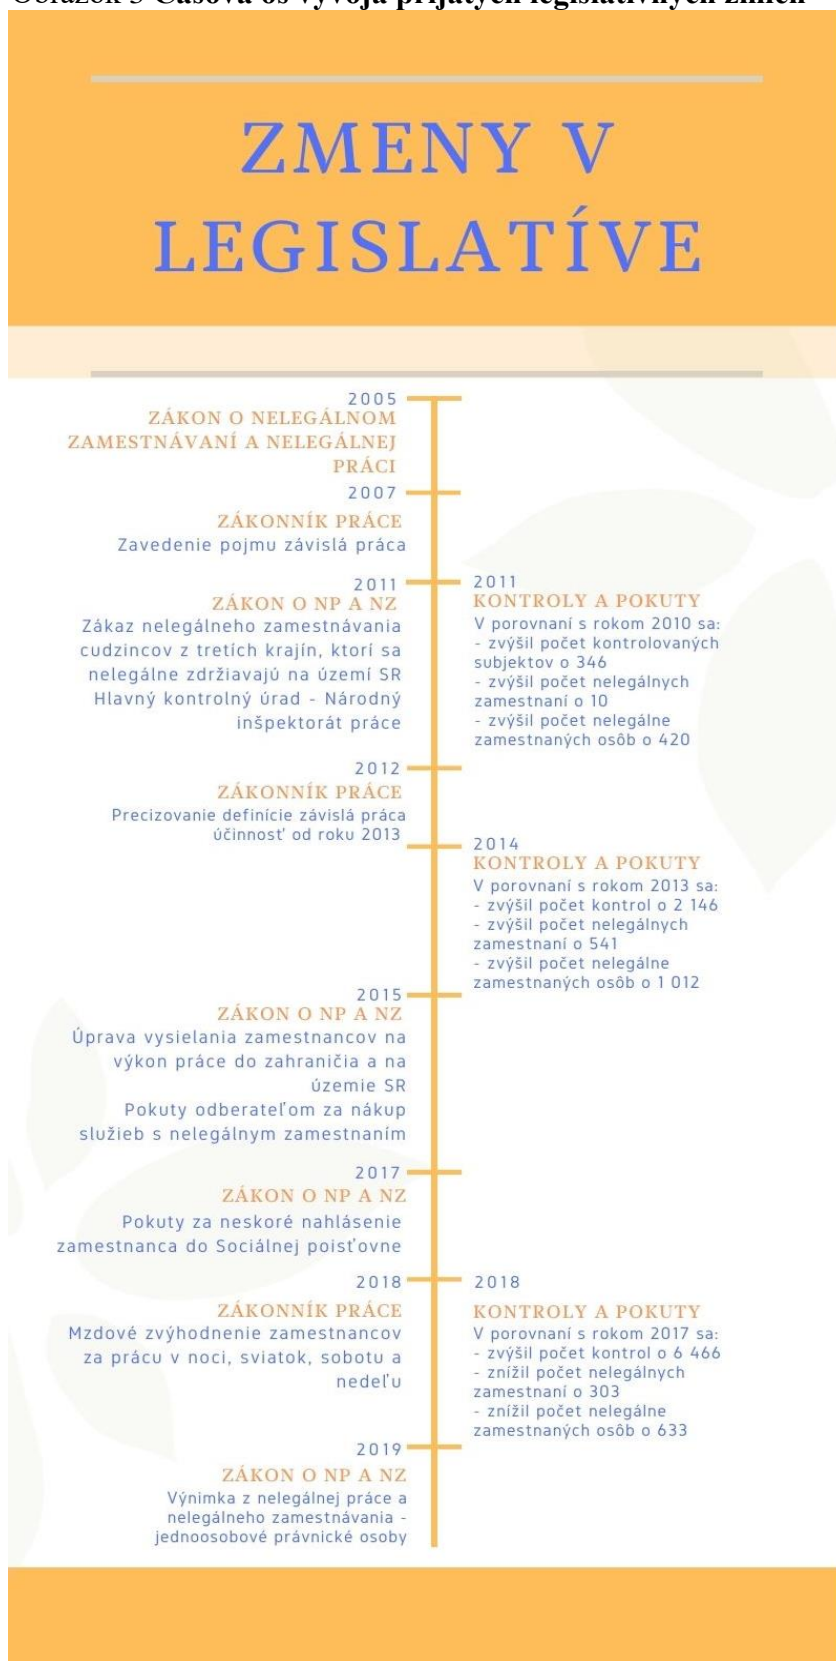 Obrázok 3 Časová os vývoja prijatých legislatívnych zmien
ZMENY V
LEGISLATÍVE
2005
ZÁKON O NELEGÁLNOM
ZAMESTNÁVANÍ A NELEGÁLNEJ
PRÁCI
2007
ZÁKONNÍK PRÁCE
Zavedenie pojmu závislá práca
2011
ZÁKON O NP A NZ
Zákaz nelegálneho zamestnávania
cudzincov z tretích krajín, ktorí sa
nelegálne zdržiavajú na území SR
Hlavný kontrolný úrad - Národný
inšpektorát práce
2011
KONTROLY A POKUTY
V porovnaní s rokom 2010 sa:
- zvýšil počet kontrolovaných
subjektov o 346
- zvýšil počet nelegálnych
zamestnaní o 10
- zvýšil počet nelegálne
zamestnaných osôb o 420
2012
ZÁKONNÍK PRÁCE
Precizovanie definície závislá práca
účinnosť od roku 2013
2014
KONTROLY A POKUTY
V porovnaní s rokom 2013 sa:
- zvýšil počet kontrol o 2 146
- zvýšil počet nelegálnych
zamestnaní o 541
- zvýšil počet nelegálne
zamestnaných osôb o 1 012
2015
ZÁKON O NP A NZ
Úprava vysielania zamestnancov na
výkon práce do zahraničia a na
územie SR
Pokuty odberateľom za nákup
služieb s nelegálnym zamestnaním
2017
ZÁKON O NP A NZ
Pokuty za neskoré nahlásenie
zamestnanca do Sociálnej poisťovne
2018
ZÁKONNÍK PRÁCE
Mzdové zvýhodnenie zamestnancov
za prácu v noci, sviatok, sobotu a
nedeľu
2018
KONTROLY A POKUTY
V porovnaní s rokom 2017 sa:
- zvýšil počet kontrol o 6 466
- znížil počet nelegálnych
zamestnaní o 303
- znížil počet nelegálne
zamestnaných osôb o 633
2019
ZÁKON O NP A NZ
Výnimka z nelegálnej práce a
nelegálneho zamestnávania -
jednoosobové právnické osoby